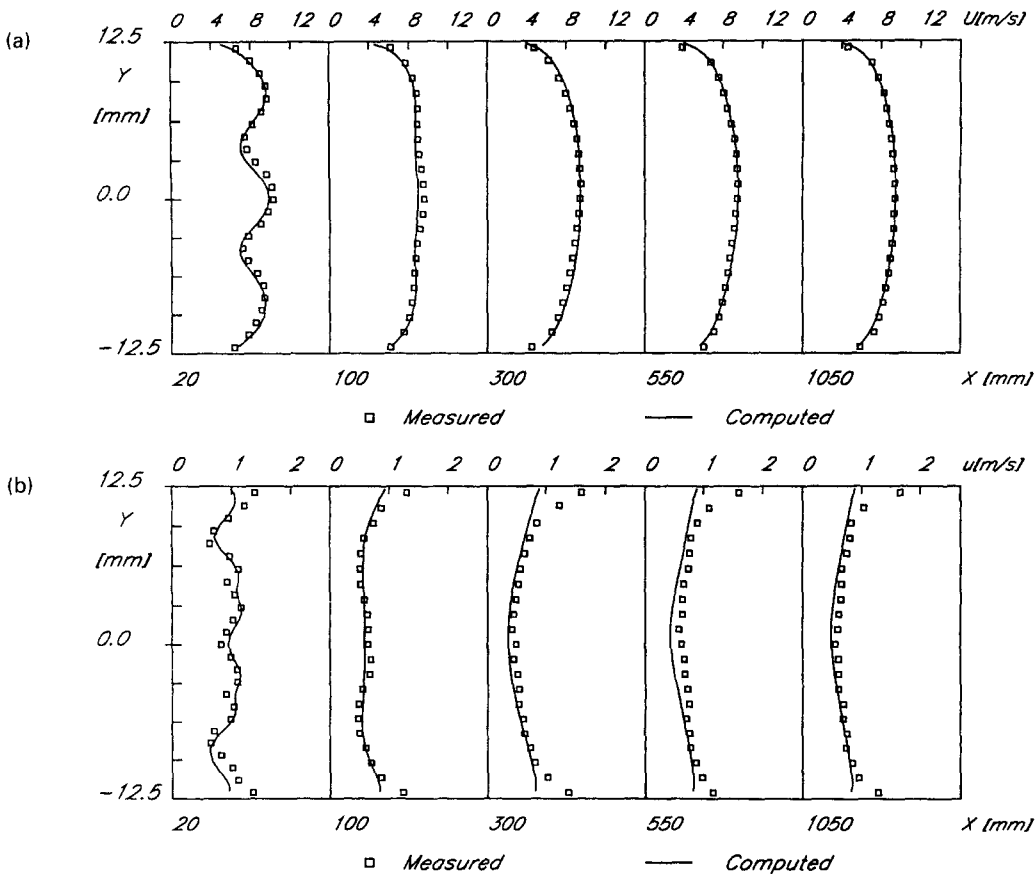 (a)
0 4 8 12 0 4 8 12 0 4 8 12 0 4 8 12 0 4 8 12 U[m/s]
12.5
Y
[mm]
0.0
-12.5
20 100 300 550 1050 X [mm]
Measured Computed
(b)
0 1 2 0 1 2 0 1 2 0 1 2 0 1 2 u[m/s]
12.5
Y
[mm]
0.0
-12.5
20 100 300 550 1050 X [mm]
Measured Computed